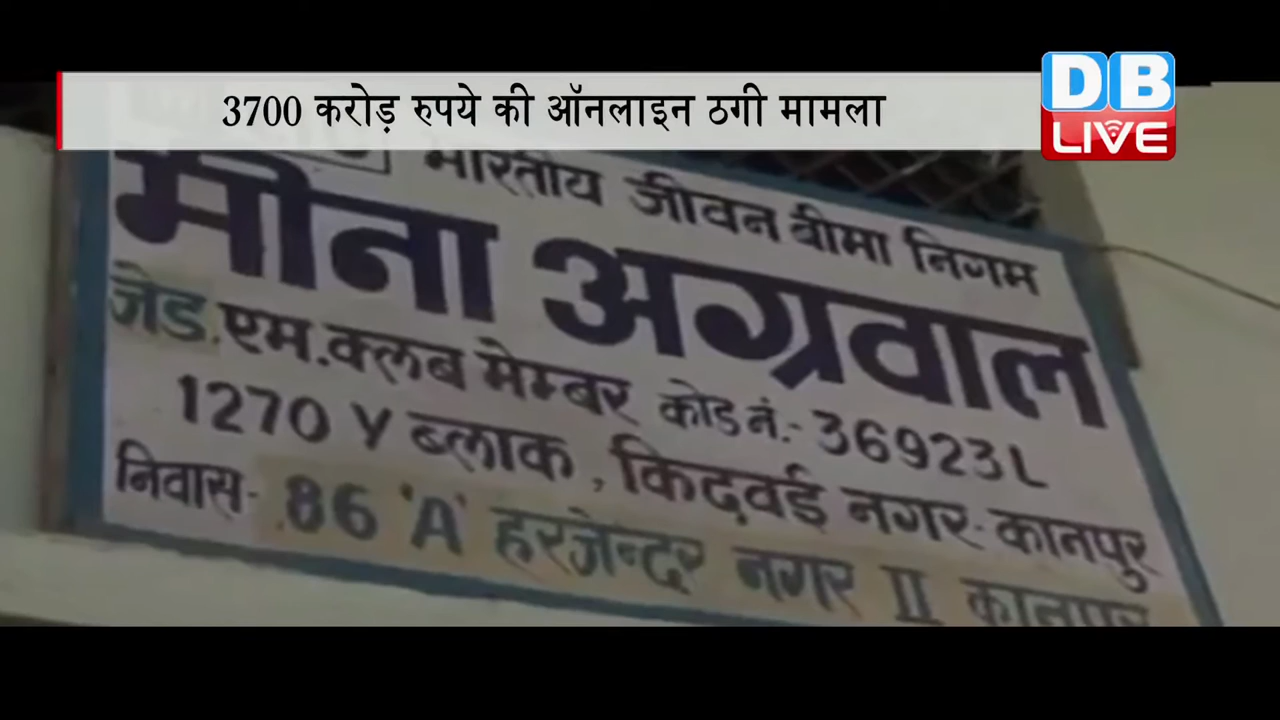 3700 करोड़ रुपये की ऑनलाइन ठगी मामला
DB
LIVE
भारतीय जीवन बीमा निगम
मीना अग्रवाल
जेड.एम.क्लब मेम्बर कोड नं.- 36923L
1270 Y ब्लाक, किदवई नगर-कानपुर
निवास- 86 'A' हरजेन्दर नगर II कानपुर